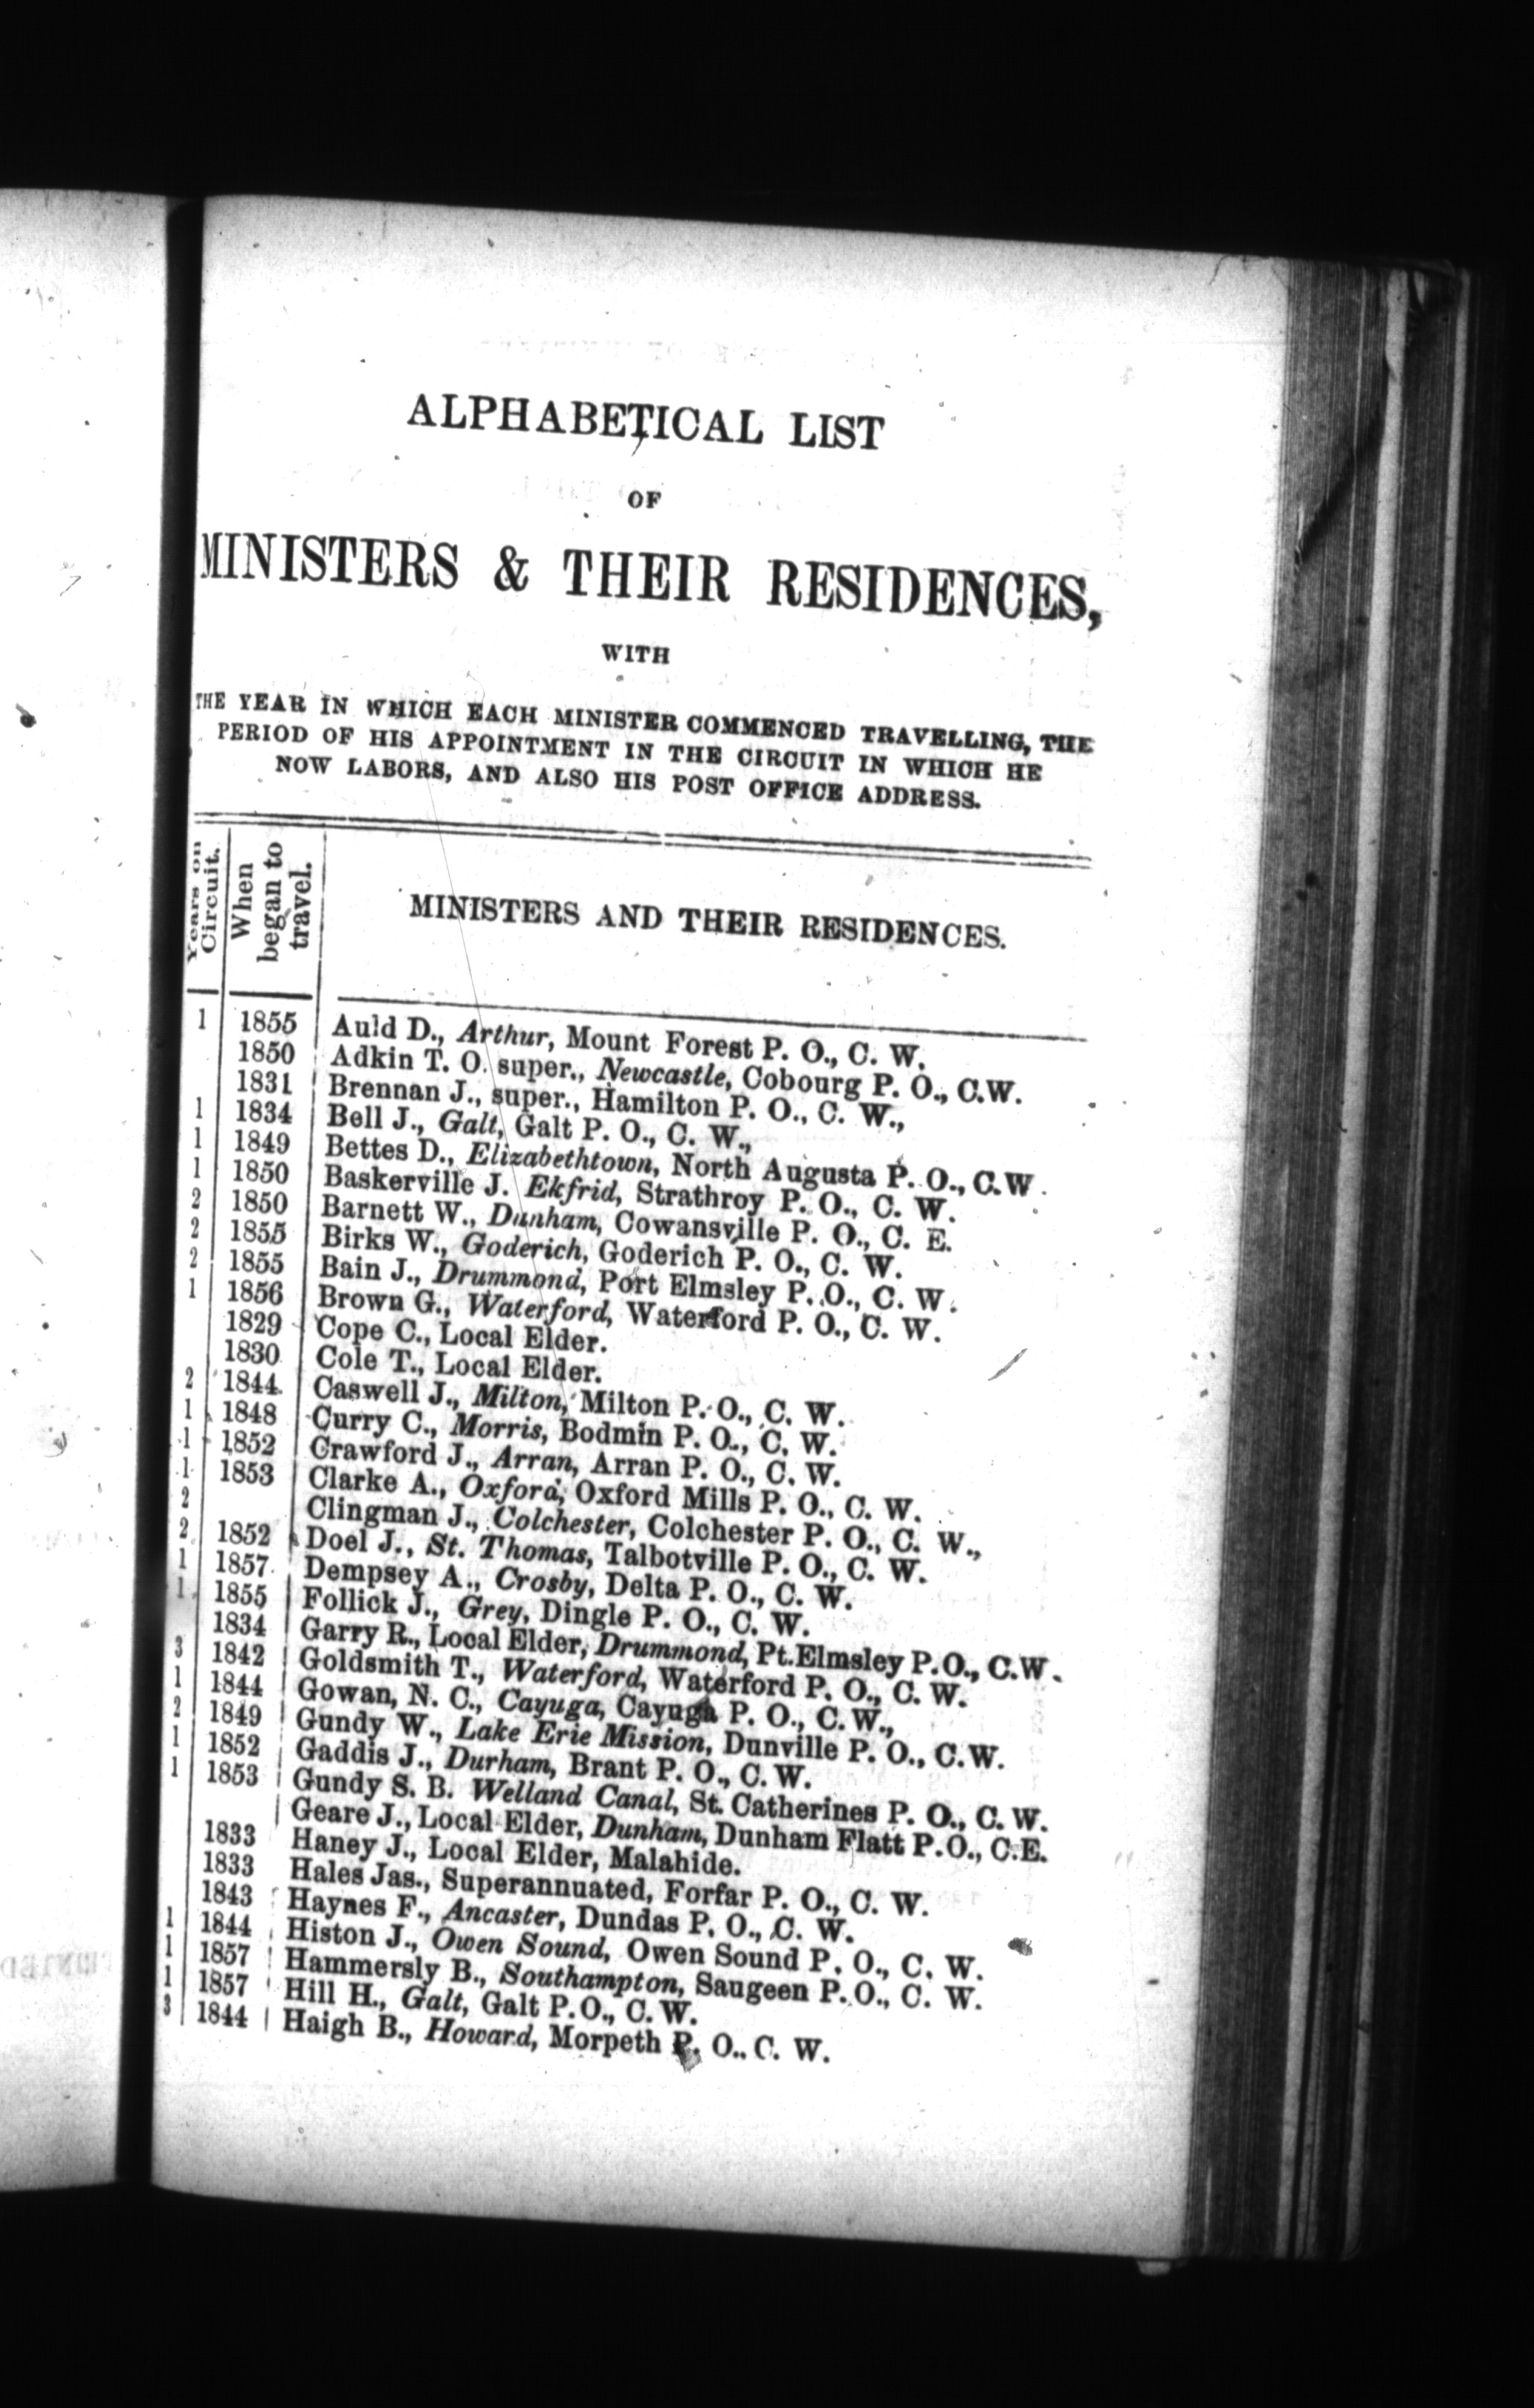 ALPHABETICAL LIST
OF
MINISTERS & THEIR RESIDENCES,
WITH
THE YEAR IN WHICH EACH MINISTER COMMENCED TRAVELLING, THE
PERIOD OF HIS APPOINTMENT IN THE CIRCUIT IN WHICH HE
NOW LABORS, AND ALSO HIS POST OFFICE ADDRESS.
Years on Circuit. When began to travel. MINISTERS AND THEIR RESIDENCES.
1 1855 Auld D., Arthur, Mount Forest P. O., C. W.
1850 Adkin T. O. super., Newcastle, Cobourg P. O., C.W.
1831 Brennan J., super., Hamilton P. O., C. W.,
1 1834 Bell J., Galt, Galt P. O., C. W.,
1 1849 Bettes D., Elizabethtown, North Augusta P. O., C.W.
1 1850 Baskerville J. Ekfrid, Strathroy P. O., C. W.
2 1850 Barnett W., Dunham, Cowansville P. O., C. E.
2 1855 Birks W., Goderich, Goderich P. O., C. W.
2 1855 Bain J., Drummond, Port Elmsley P. O., C. W.
1 1856 Brown G., Waterford, Waterford P. O., C. W.
1829 Cope C., Local Elder.
1830 Cole T., Local Elder.
2 1844 Caswell J., Milton, Milton P. O., C. W.
1 1848 Curry C., Morris, Bodmin P. O., C. W.
1 1852 Crawford J., Arran, Arran P. O., C. W.
1 1853 Clarke A., Oxford, Oxford Mills P. O., C. W.
2 Clingman J., Colchester, Colchester P. O., C. W.,
2 1852 Doel J., St. Thomas, Talbotville P. O., C. W.
1 1857 Dempsey A., Crosby, Delta P. O., C. W.
1 1855 Follick J., Grey, Dingle P. O., C. W.
1834 Garry R., Local Elder, Drummond, Pt. Elmsley P.O., C.W.
3 1842 Goldsmith T., Waterford, Waterford P. O., C. W.
1 1844 Gowan, N. C., Cayuga, Cayuga P. O., C. W.,
2 1849 Gundy W., Lake Erie Mission, Dunville P. O., C.W.
1 1852 Gaddis J., Durham, Brant P. O., C. W.
1 1853 Gundy S. B. Welland Canal, St. Catherines P. O., C. W.
Geare J., Local Elder, Dunham, Dunham Flatt P.O., C.E.
1833 Haney J., Local Elder, Malahide.
1833 Hales Jas., Superannuated, Forfar P. O., C. W.
1843 Haynes F., Ancaster, Dundas P. O., C. W.
1 1844 Histon J., Owen Sound, Owen Sound P. O., C. W.
1 1857 Hammersly B., Southampton, Saugeen P. O., C. W.
1 1857 Hill H., Galt, Galt P.O., C. W.
3 1844 Haigh B., Howard, Morpeth P. O.. C. W.